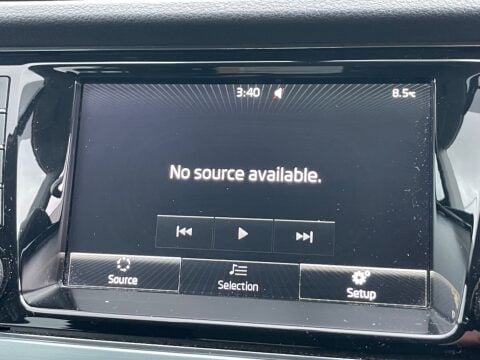 3:40
8.5°C
No source available.
Source
Selection
Setup